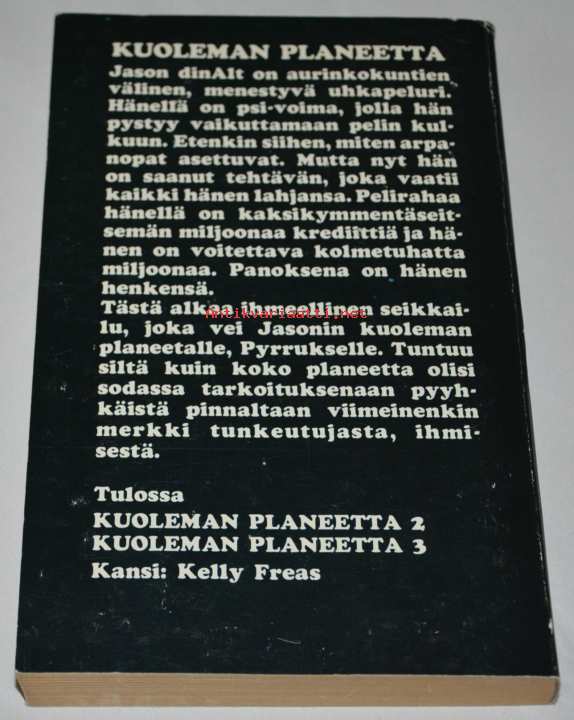 KUOLEMAN PLANEETTA
Jason dinAlt on aurinkokuntien
välinen, menestyvä uhkapeluri.
Hänellä on psi-voima, jolla hän
pystyy vaikuttamaan pelin kul-
kuun. Etenkin siihen, miten arpa-
nopat asettuvat. Mutta nyt hän
on saanut tehtävän, joka vaatii
kaikki hänen lahjansa. Pelirahaa
hänellä on kaksikymmentäseit-
semän miljoonaa krediittiä ja hä-
nen on voitettava kolmetuhatta
miljoonaa. Panoksena on hänen
henkensä.
Tästä alkaa ihmeellinen seikkai-
antikvariaatti.net
lu, joka vei Jasonin kuoleman
planeetalle, Pyrrukselle. Tuntuu
siltä kuin koko planeetta olisi
sodassa tarkoituksenaan pyyh-
käistä pinnaltaan viimeinenkin
merkki tunkeutujasta, ihmi-
sestä.
Tulossa
KUOLEMAN PLANEETTA 2
KUOLEMAN PLANEETTA 3
Kansi: Kelly Freas